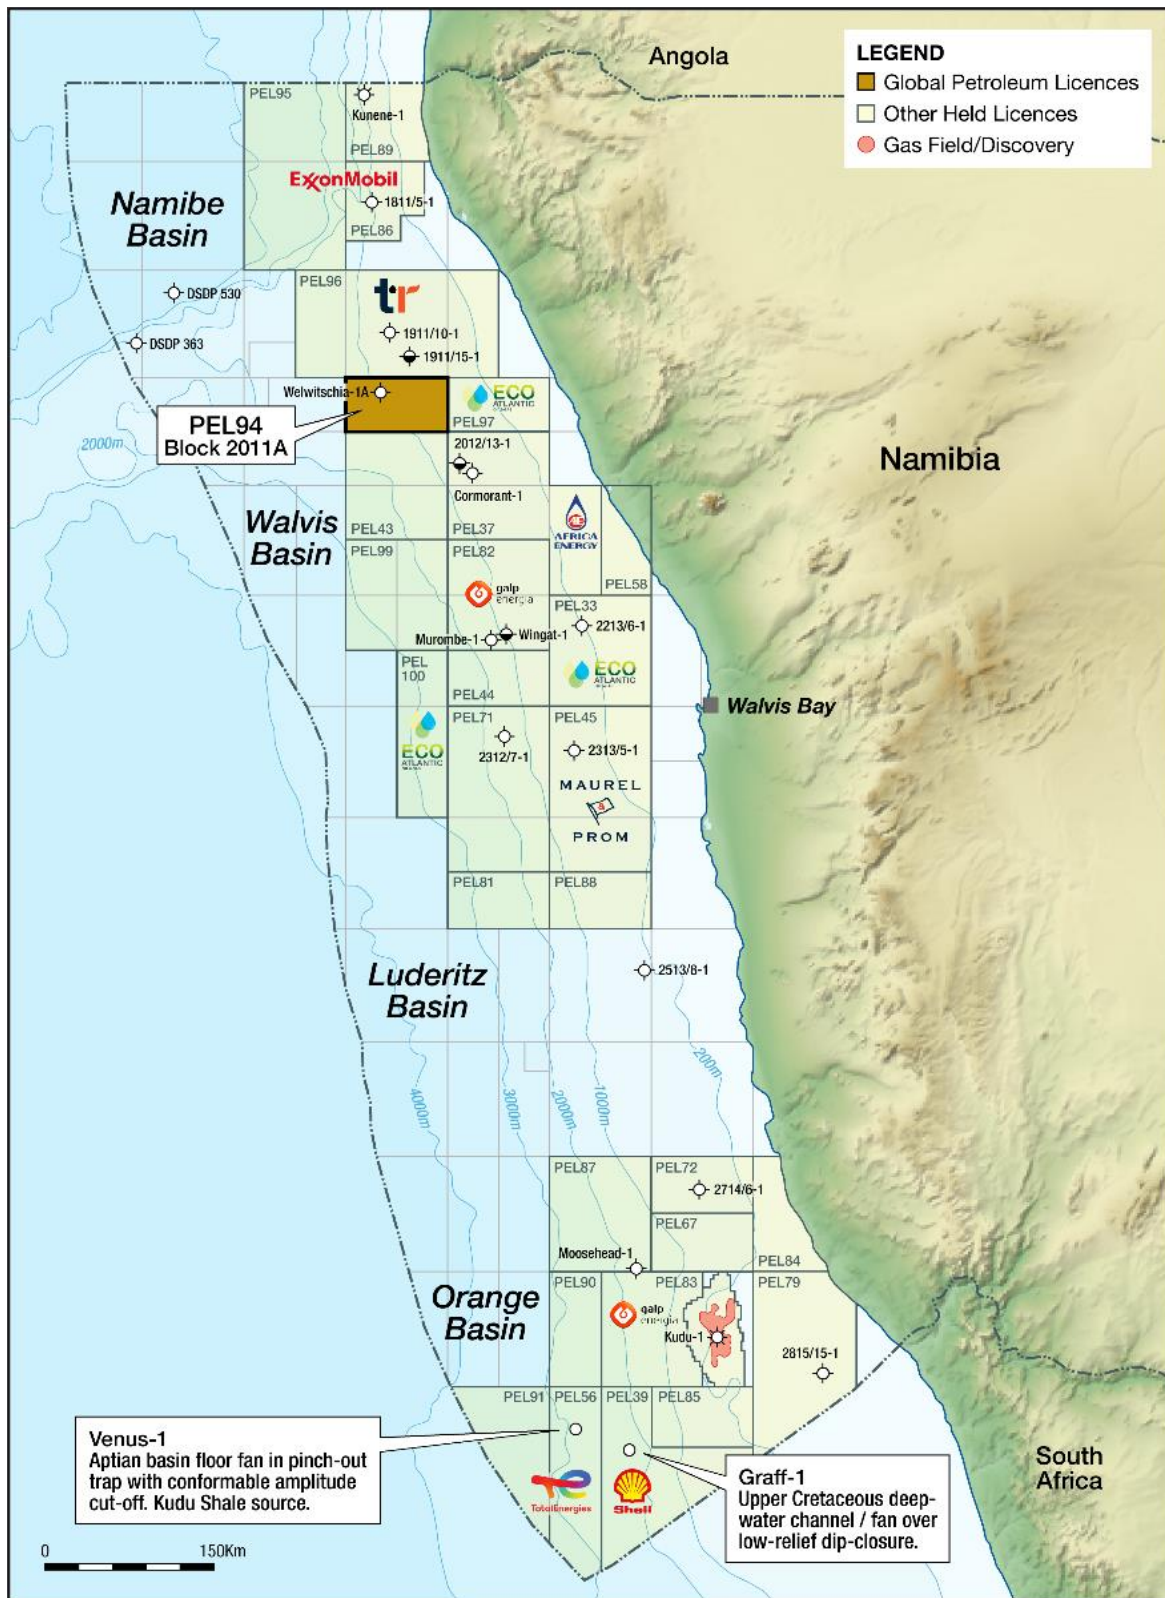 Angola
LEGEND
Global Petroleum Licences
Other Held Licences
Gas Field/Discovery
PEL95
Kunene-1
PEL89
ExxonMobil
1811/5-1
PEL86
Namibe
Basin
DSDP 530
DSDP 363
PEL96
tr
1911/10-1
1911/15-1
Welwitschia-1A
ECO
ATLANTIC
PEL97
PEL94
Block 2011A
2000m
2012/13-1
Cormorant-1
Namibia
Walvis
Basin
PEL43
PEL37
AFRICA
ENERGY
PEL58
PEL99
PEL82
galp
energia
PEL33
2213/6-1
Murombe-1
Wingat-1
ECO
ATLANTIC
PEL
100
PEL44
ECO
ATLANTIC
PEL71
2312/7-1
PEL45
2313/5-1
Walvis Bay
MAUREL
PROM
PEL81
PEL88
Luderitz
Basin
2513/8-1
4000m
3000m
2000m
1000m
200m
PEL87
PEL72
2714/6-1
PEL67
Moosehead-1
PEL84
Orange
Basin
PEL90
galp
energia
PEL83
Kudu-1
PEL79
2815/15-1
PEL91
PEL56
PEL39
PEL85
Venus-1
Aptian basin floor fan in pinch-out
trap with conformable amplitude
cut-off. Kudu Shale source.
TotalEnergies
Shell
Graff-1
Upper Cretaceous deep-
water channel / fan over
low-relief dip-closure.
South
Africa
0 150Km